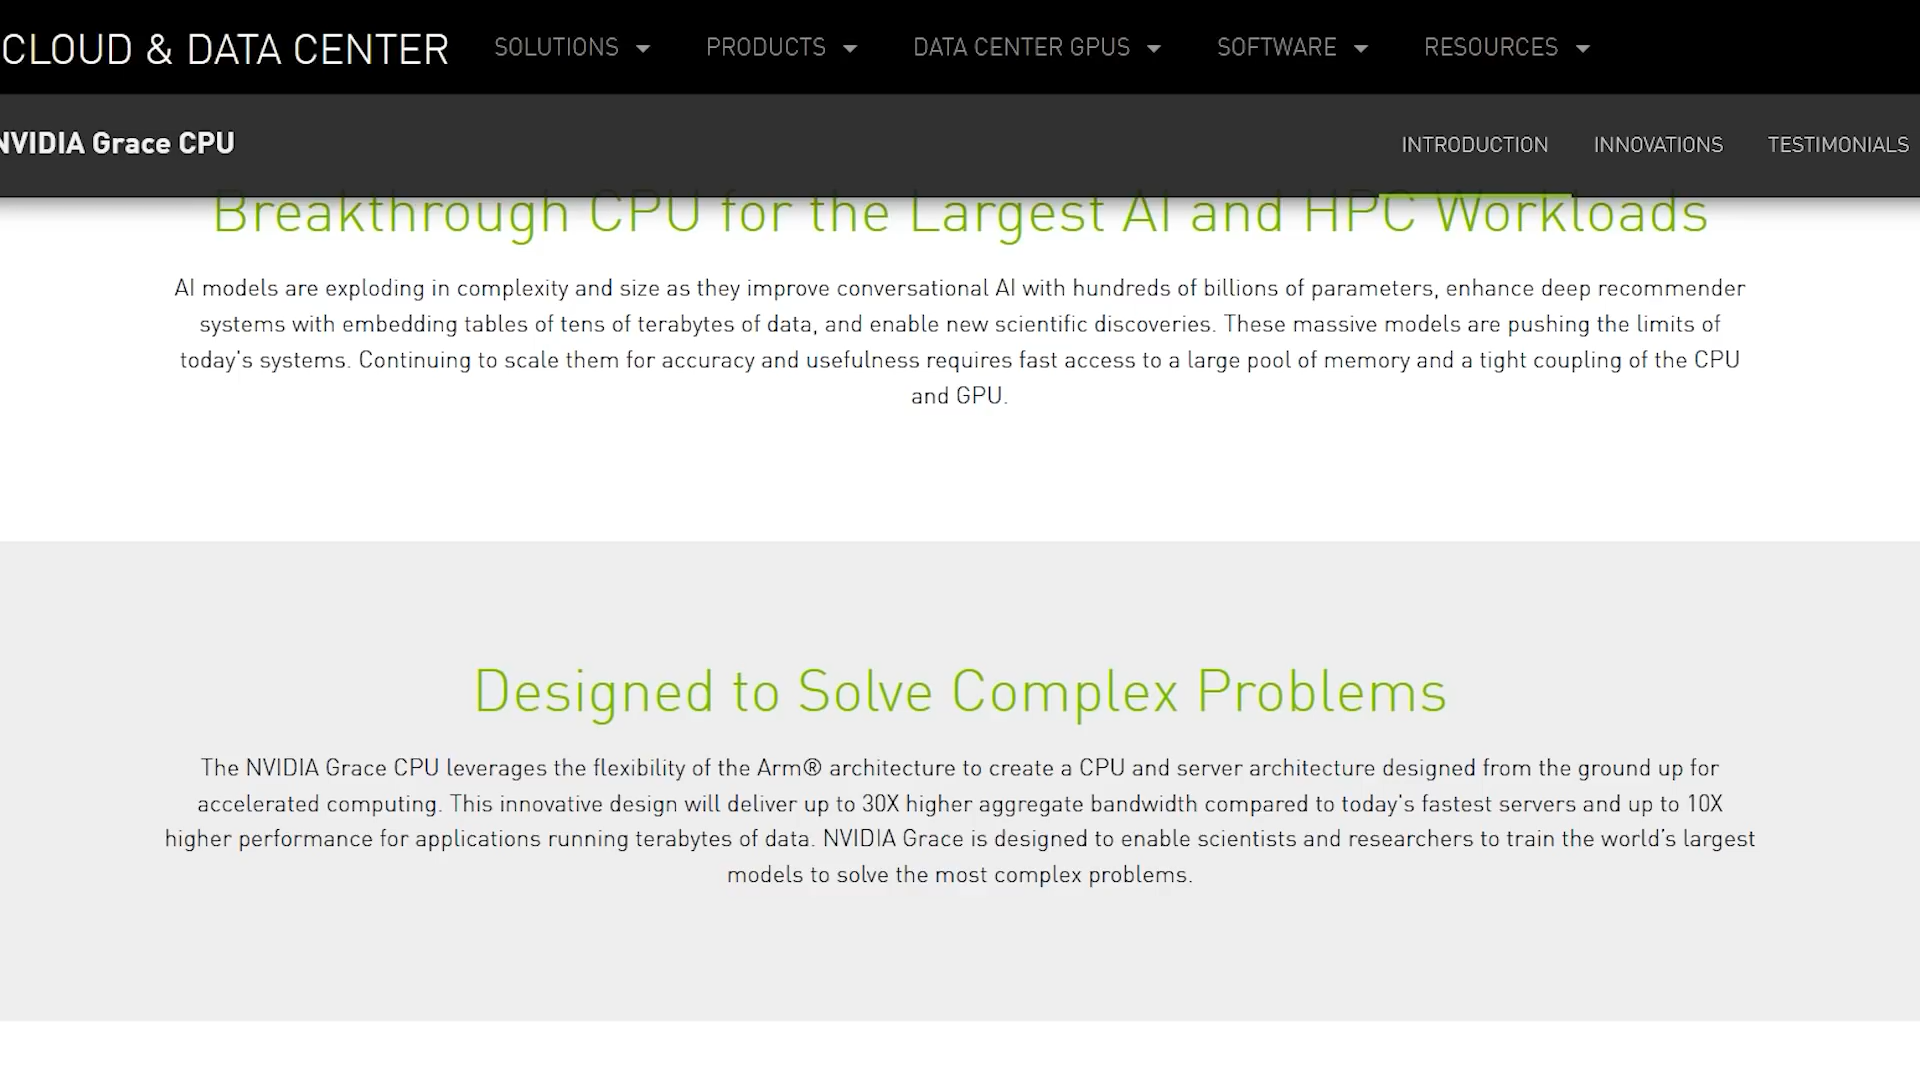 CLOUD & DATA CENTER SOLUTIONS PRODUCTS DATA CENTER GPUS SOFTWARE RESOURCES
NVIDIA Grace CPU INTRODUCTION INNOVATIONS TESTIMONIALS
Breakthrough CPU for the Largest AI and HPC Workloads
AI models are exploding in complexity and size as they improve conversational AI with hundreds of billions of parameters, enhance deep recommender
systems with embedding tables of tens of terabytes of data, and enable new scientific discoveries. These massive models are pushing the limits of
today's systems. Continuing to scale them for accuracy and usefulness requires fast access to a large pool of memory and a tight coupling of the CPU
and GPU.
Designed to Solve Complex Problems
The NVIDIA Grace CPU leverages the flexibility of the Arm® architecture to create a CPU and server architecture designed from the ground up for
accelerated computing. This innovative design will deliver up to 30X higher aggregate bandwidth compared to today's fastest servers and up to 10X
higher performance for applications running terabytes of data. NVIDIA Grace is designed to enable scientists and researchers to train the world’s largest
models to solve the most complex problems.